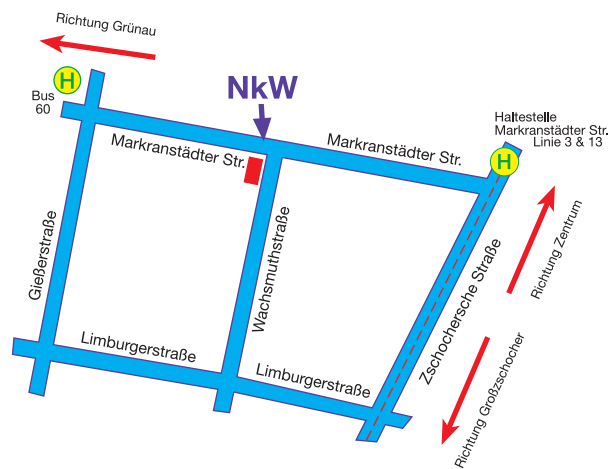 Richtung Grünau
H
Bus
60
NkW
Markranstädter Str.
Markranstädter Str.
Haltestelle
Markranstädter Str.
Linie 3 & 13
H
Gießerstraße
Wachsmuthstraße
Zschochersche Straße
Richtung Zentrum
Limburgerstraße
Limburgerstraße
Richtung Großzschocher